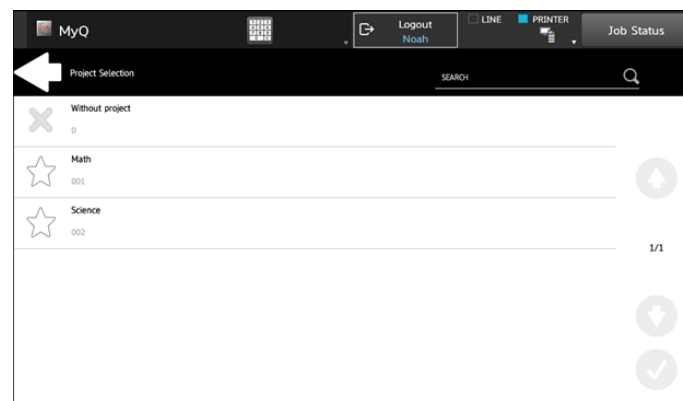 MyQ
Logout
Noah
LINE
PRINTER
Job Status
Project Selection
SEARCH
Without project
0
Math
001
Science
002
1/1